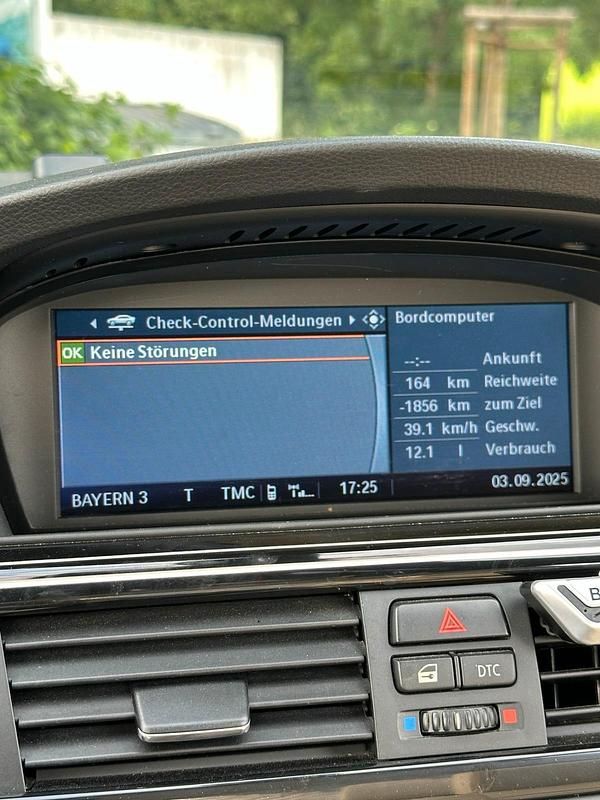 Check-Control-Meldungen
OK Keine Störungen
Bordcomputer
--:-- Ankunft
164 km Reichweite
-1856 km zum Ziel
39.1 km/h Geschw.
12.1 l Verbrauch
BAYERN 3 T TMC 17:25 03.09.2025
DTC
B